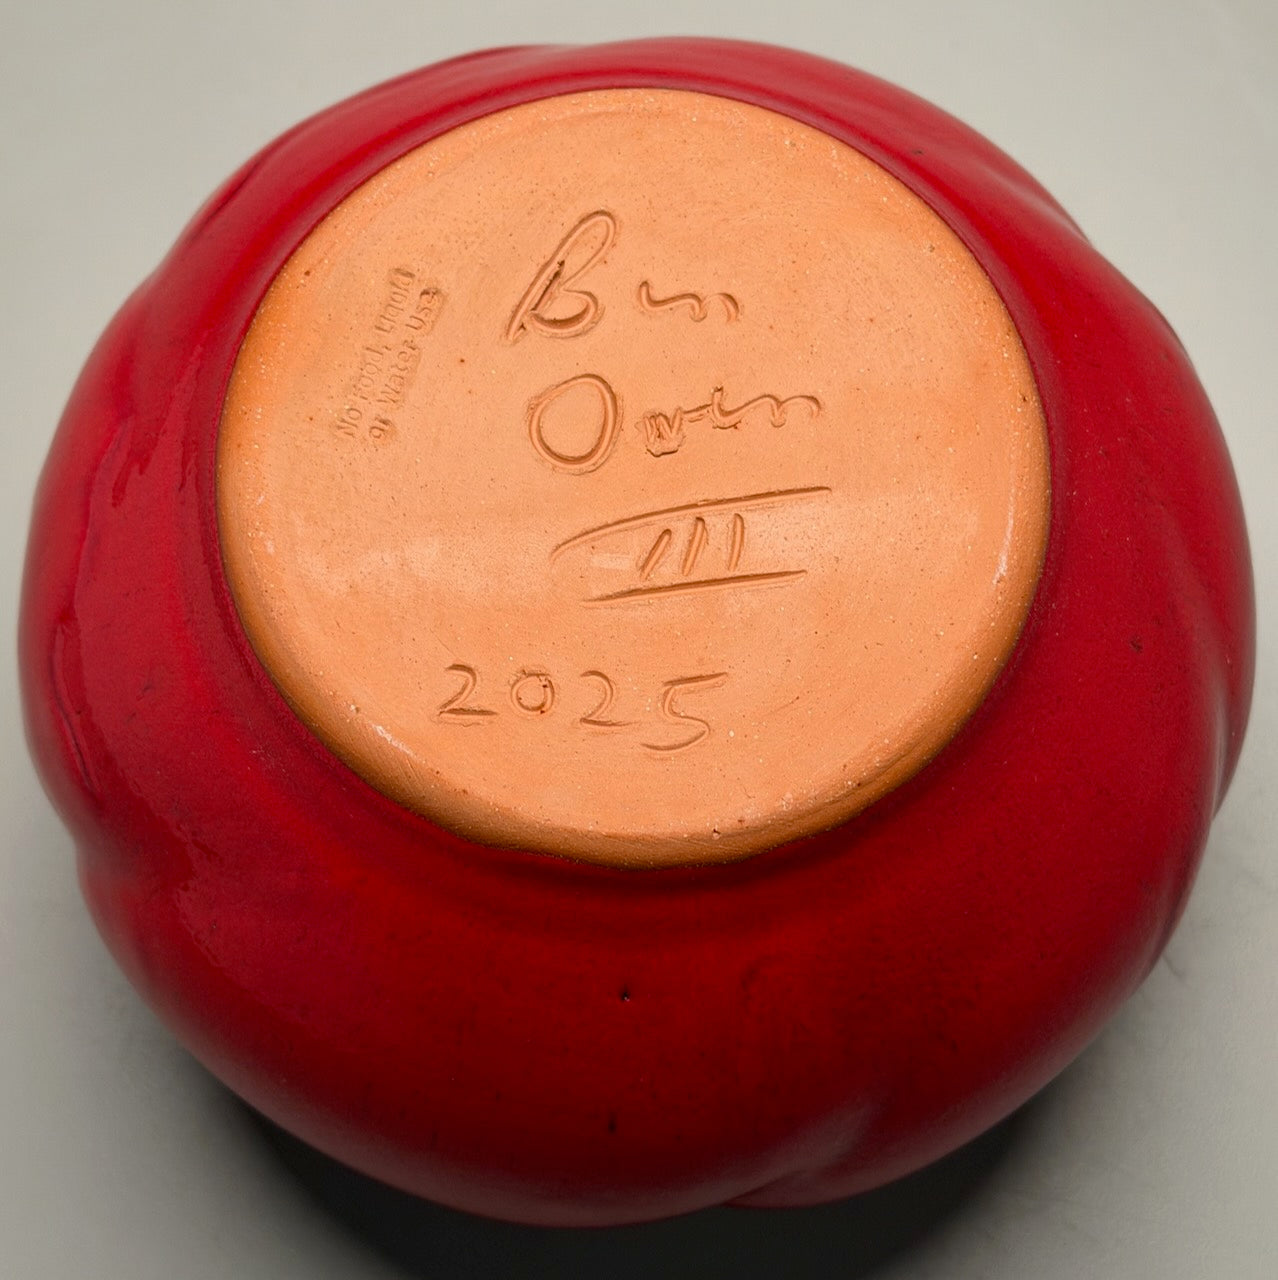 Ben
Owen
III
2025
No Food, Liquid
or Water Use